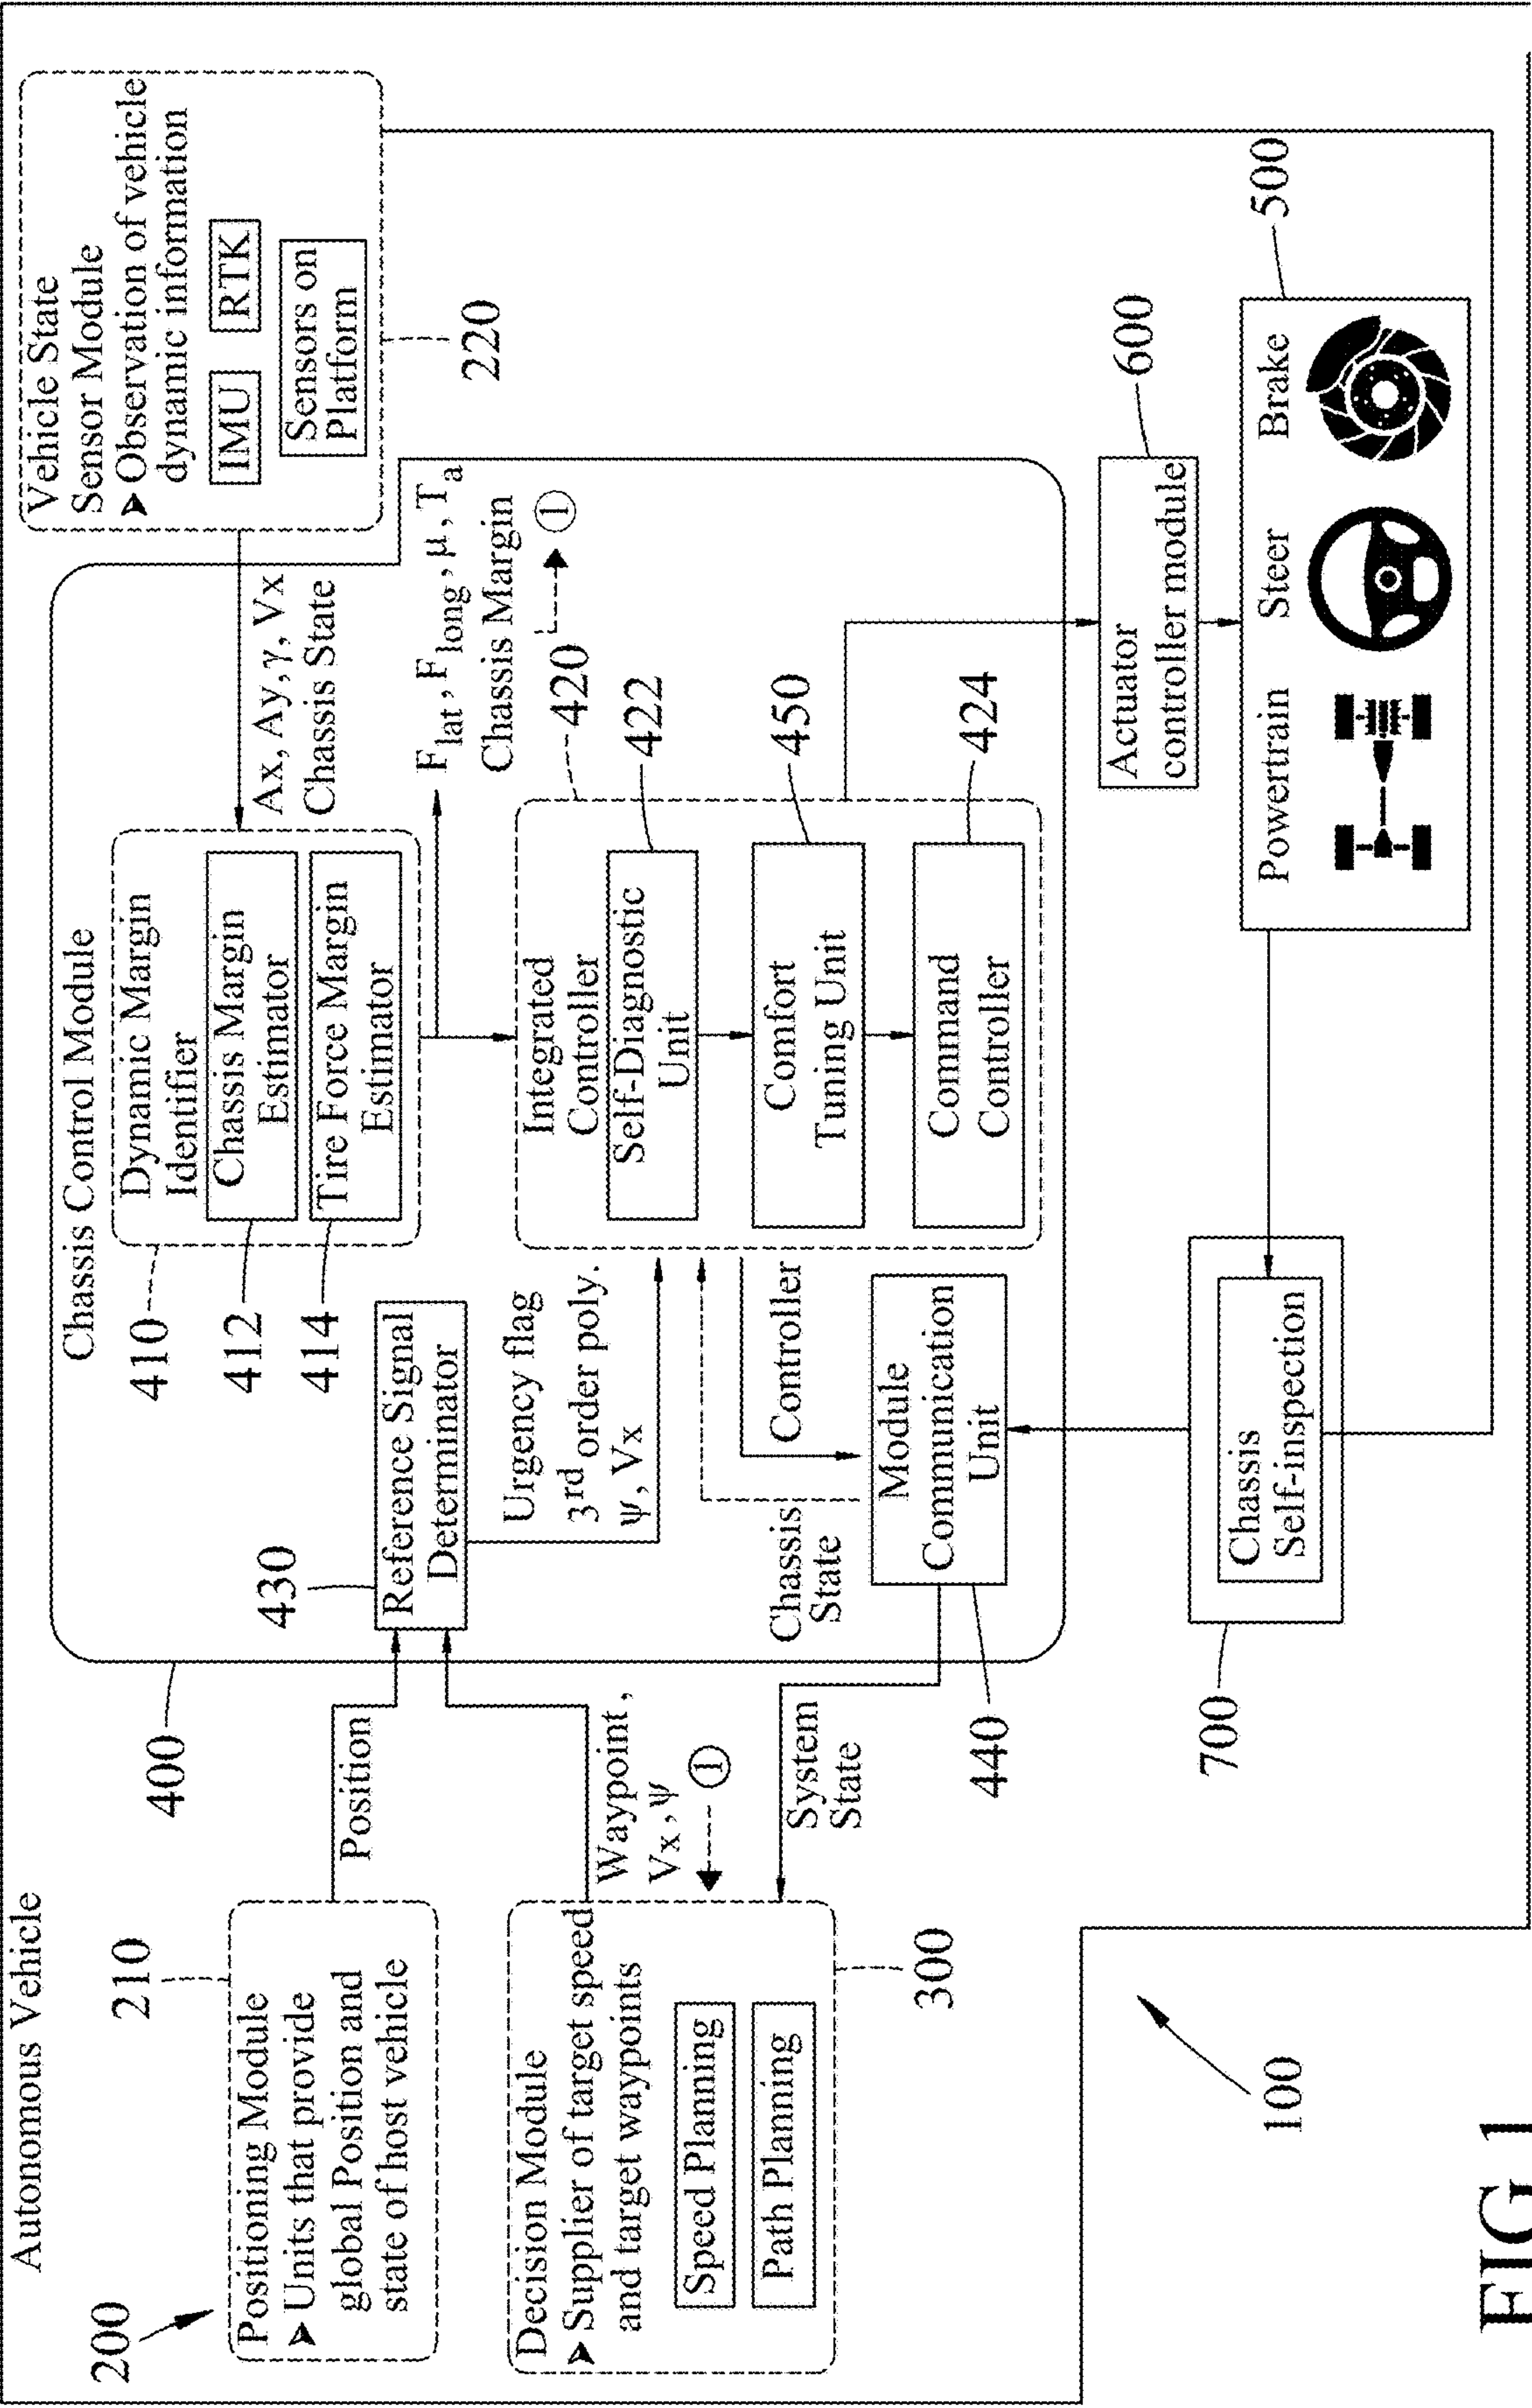 Autonomous Vehicle
200
210
Positioning Module
➤ Units that provide
global Position and
state of host vehicle
Position
Decision Module
➤ Supplier of target speed
and target waypoints
Speed Planning
Path Planning
300
Waypoint,
Vx, ψ
①
System
State
400
Chassis Control Module
430
Reference Signal
Determinator
Urgency flag
3rd order poly.
ψ, Vx
410
Dynamic Margin
Identifier
412
Chassis Margin
Estimator
414
Tire Force Margin
Estimator
Ax, Ay, γ, Vx
Chassis State
Vehicle State
Sensor Module
➤ Observation of vehicle
dynamic information
IMU
RTK
Sensors on
Platform
220
Flat, Flong, μ, Ta
Chassis Margin
①
420
Integrated
Controller
Self-Diagnostic
Unit
422
Comfort
Tuning Unit
450
Command
Controller
424
Controller
Chassis
State
Module
Communication
Unit
440
Actuator
controller module
600
500
Powertrain
Steer
Brake
700
Chassis
Self-inspection
100
FIG 1